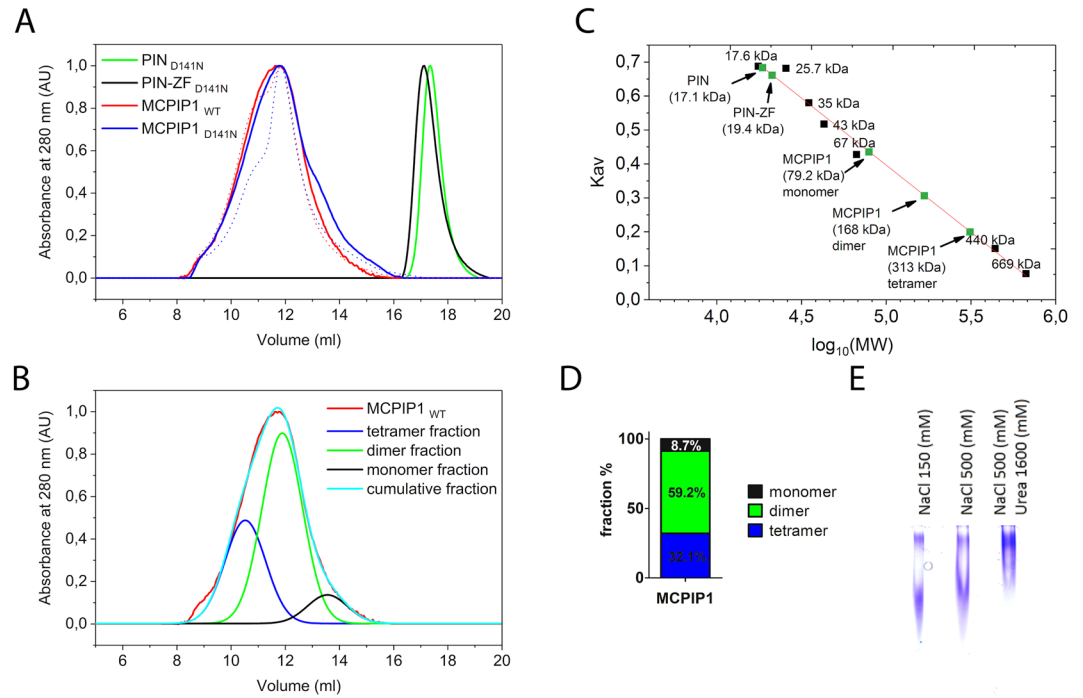 A
Absorbance at 280 nm (AU)
1,0
0,8
0,6
0,4
0,2
0,0
PIN D141N
PIN-ZF D141N
MCPIP1 WT
MCPIP1 D141N
6 8 10 12 14 16 18 20
Volume (ml)
B
Absorbance at 280 nm (AU)
1,0
0,8
0,6
0,4
0,2
0,0
MCPIP1 WT
tetramer fraction
dimer fraction
monomer fraction
cumulative fraction
6 8 10 12 14 16 18 20
Volume (ml)
C
Kav
0,7
0,6
0,5
0,4
0,3
0,2
0,1
0,0
17.6 kDa
25.7 kDa
PIN
(17.1 kDa)
PIN-ZF
(19.4 kDa)
35 kDa
43 kDa
67 kDa
MCPIP1
(79.2 kDa)
monomer
MCPIP1
(168 kDa)
dimer
MCPIP1
(313 kDa)
tetramer
440 kDa
669 kDa
4,0 4,5 5,0 5,5 6,0
log10(MW)
D
fraction %
100
50
0
8.7%
59.2%
32.1%
MCPIP1
monomer
dimer
tetramer
E
NaCl 150 (mM)
NaCl 500 (mM)
NaCl 500 (mM)
Urea 1600 (mM)